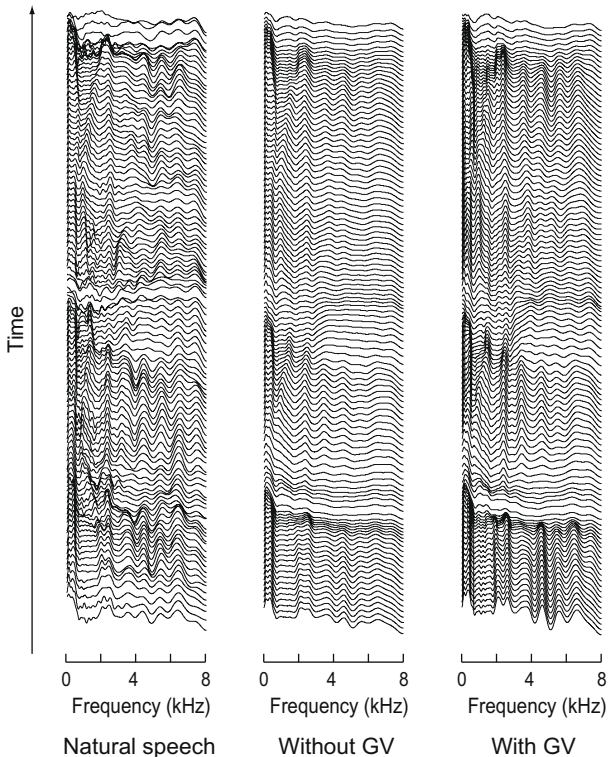 Time
0 4 8 0 4 8 0 4 8
Frequency (kHz) Frequency (kHz) Frequency (kHz)
Natural speech Without GV With GV